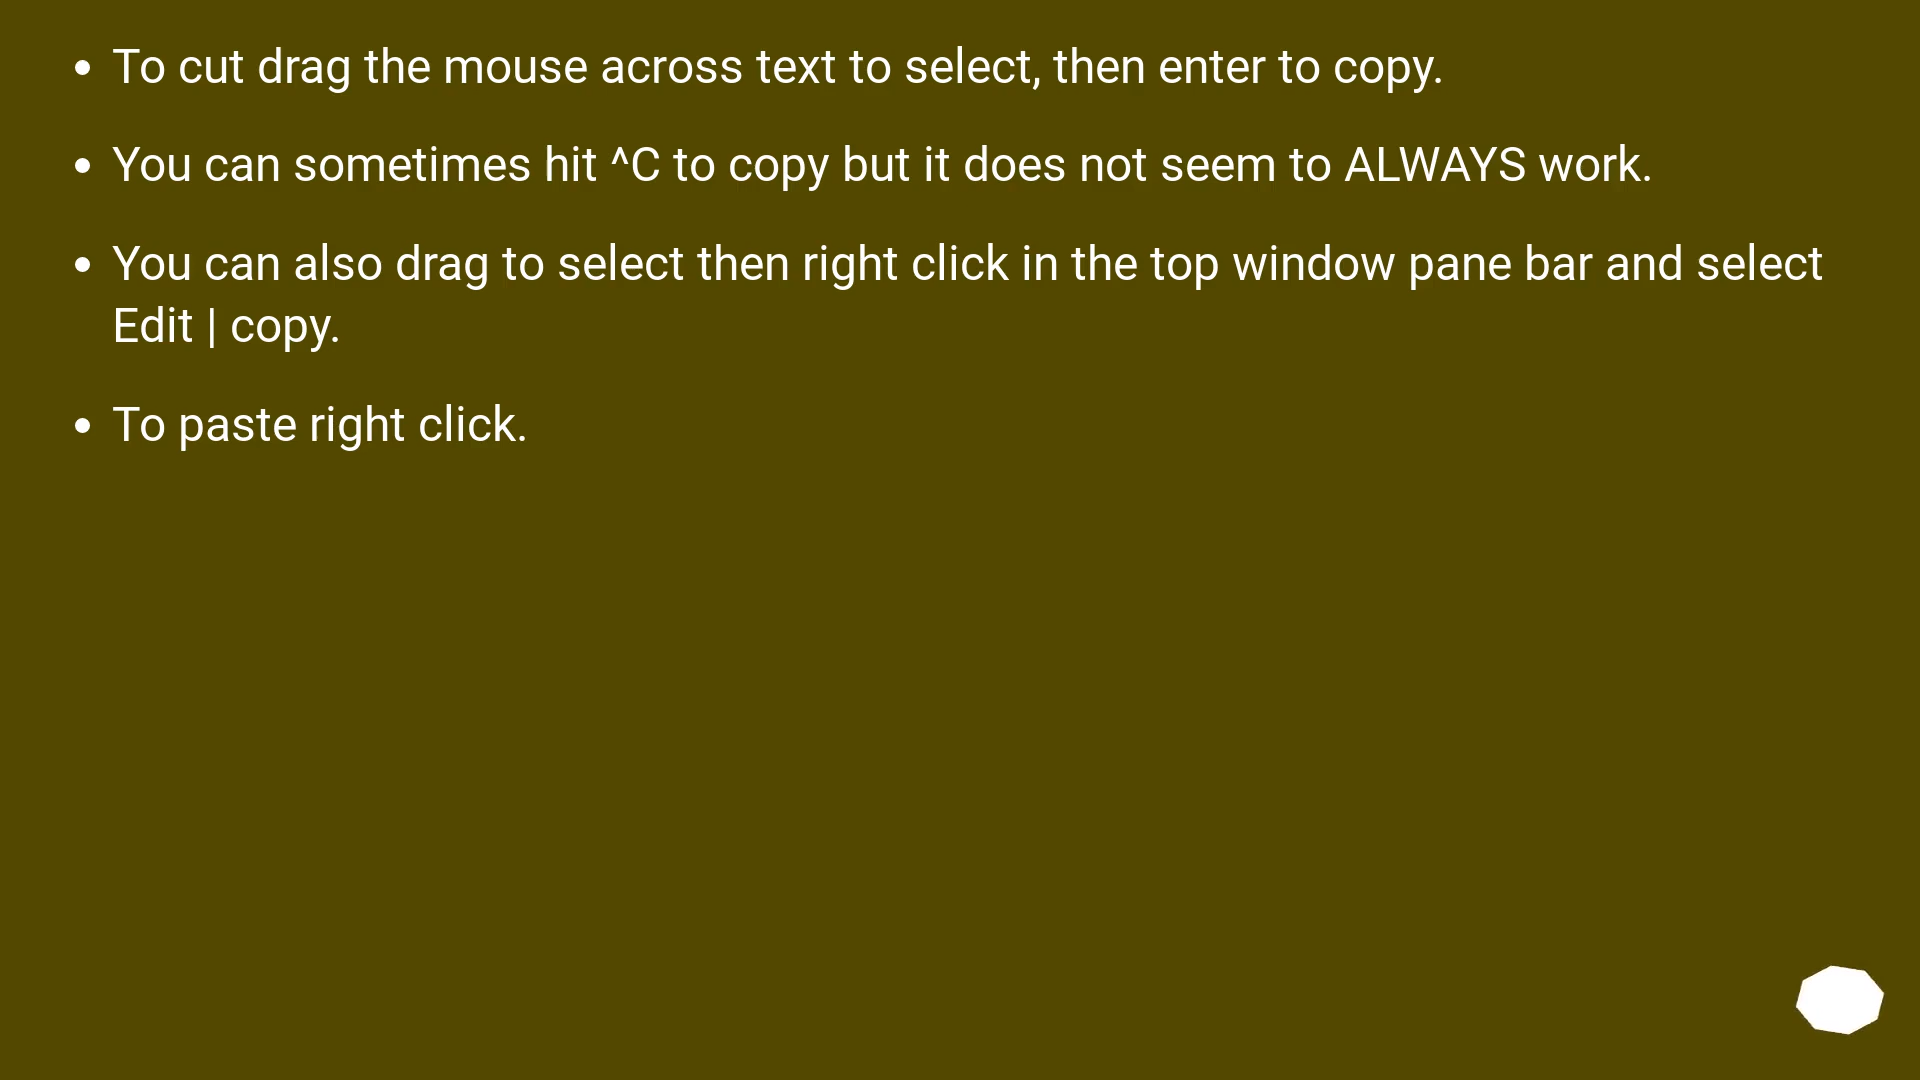 • To cut drag the mouse across text to select, then enter to copy.
• You can sometimes hit ^C to copy but it does not seem to ALWAYS work.
• You can also drag to select then right click in the top window pane bar and select
Edit | copy.
• To paste right click.